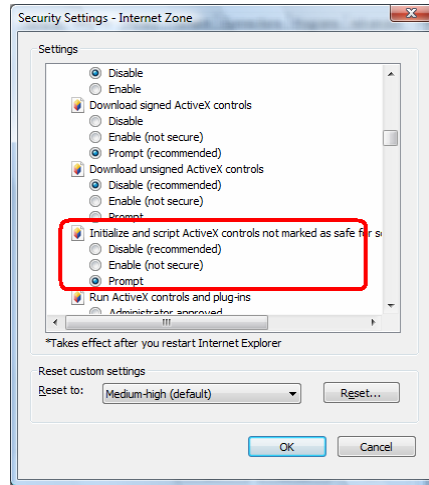 Security Settings - Internet Zone
Settings
Disable
Enable
Download signed ActiveX controls
Disable
Enable (not secure)
Prompt (recommended)
Download unsigned ActiveX controls
Disable (recommended)
Enable (not secure)
Prompt
Initialize and script ActiveX controls not marked as safe for s
Disable (recommended)
Enable (not secure)
Prompt
Run ActiveX controls and plug-ins
Administrator approved
*Takes effect after you restart Internet Explorer
Reset custom settings
Reset to:
Medium-high (default)
Reset...
OK
Cancel